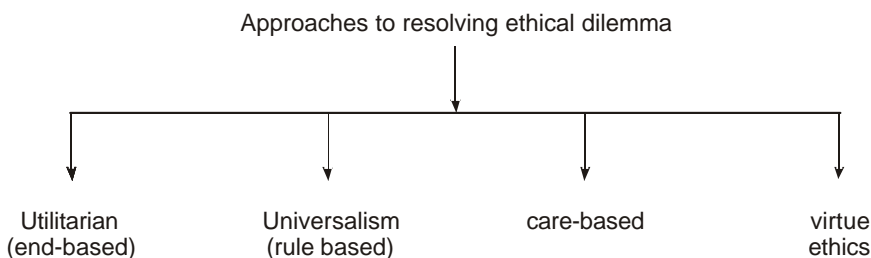 Approaches to resolving ethical dilemma
Utilitarian
(end-based)
Universalism
(rule based)
care-based
virtue
ethics